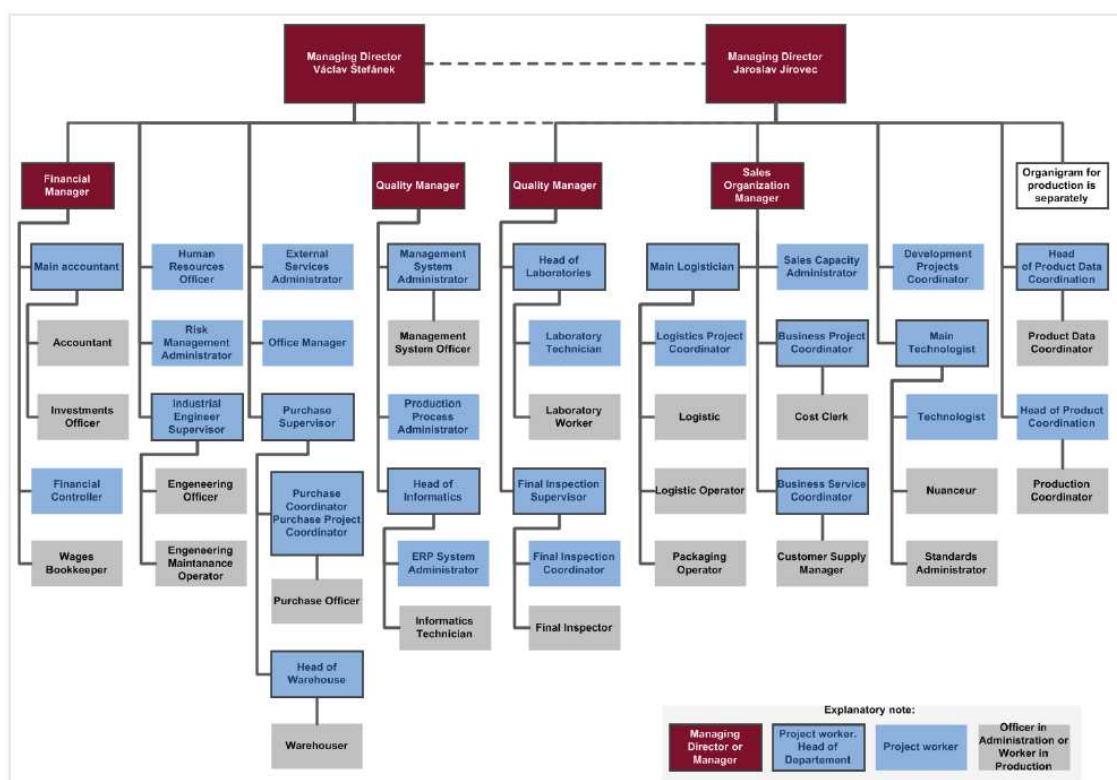 Managing Director
Václav Štefánek
Managing Director
Jaroslav Jírovec
Financial
Manager
Quality Manager
Quality Manager
Sales
Organization
Manager
Organigram for
production is
separately
Main accountant
Human
Resources
Officer
External
Services
Administrator
Management
System
Administrator
Head of
Laboratories
Main Logistician
Sales Capacity
Administrator
Development
Projects
Coordinator
Head
of Product Data
Coordination
Accountant
Risk
Management
Administrator
Office Manager
Management
System Officer
Laboratory
Technician
Logistics Project
Coordinator
Business Project
Coordinator
Main
Technologist
Product Data
Coordinator
Investments
Officer
Industrial
Engineer
Supervisor
Purchase
Supervisor
Production
Process
Administrator
Laboratory
Worker
Logistic
Cost Clerk
Technologist
Head of Product
Coordination
Financial
Controller
Engeneering
Officer
Purchase
Coordinator
Purchase Project
Coordinator
Head of
Informatics
Final Inspection
Supervisor
Logistic Operator
Business Service
Coordinator
Nuanceur
Production
Coordinator
Wages
Bookkeeper
Engeneering
Maintanance
Operator
Purchase Officer
ERP System
Administrator
Final Inspection
Coordinator
Packaging
Operator
Customer Supply
Manager
Standards
Administrator
Informatics
Technician
Final Inspector
Head of
Warehouse
Warehouser
Explanatory note:
Managing
Director or
Manager
Project worker.
Head of
Departement
Project worker
Officer in
Administration or
Worker in
Production